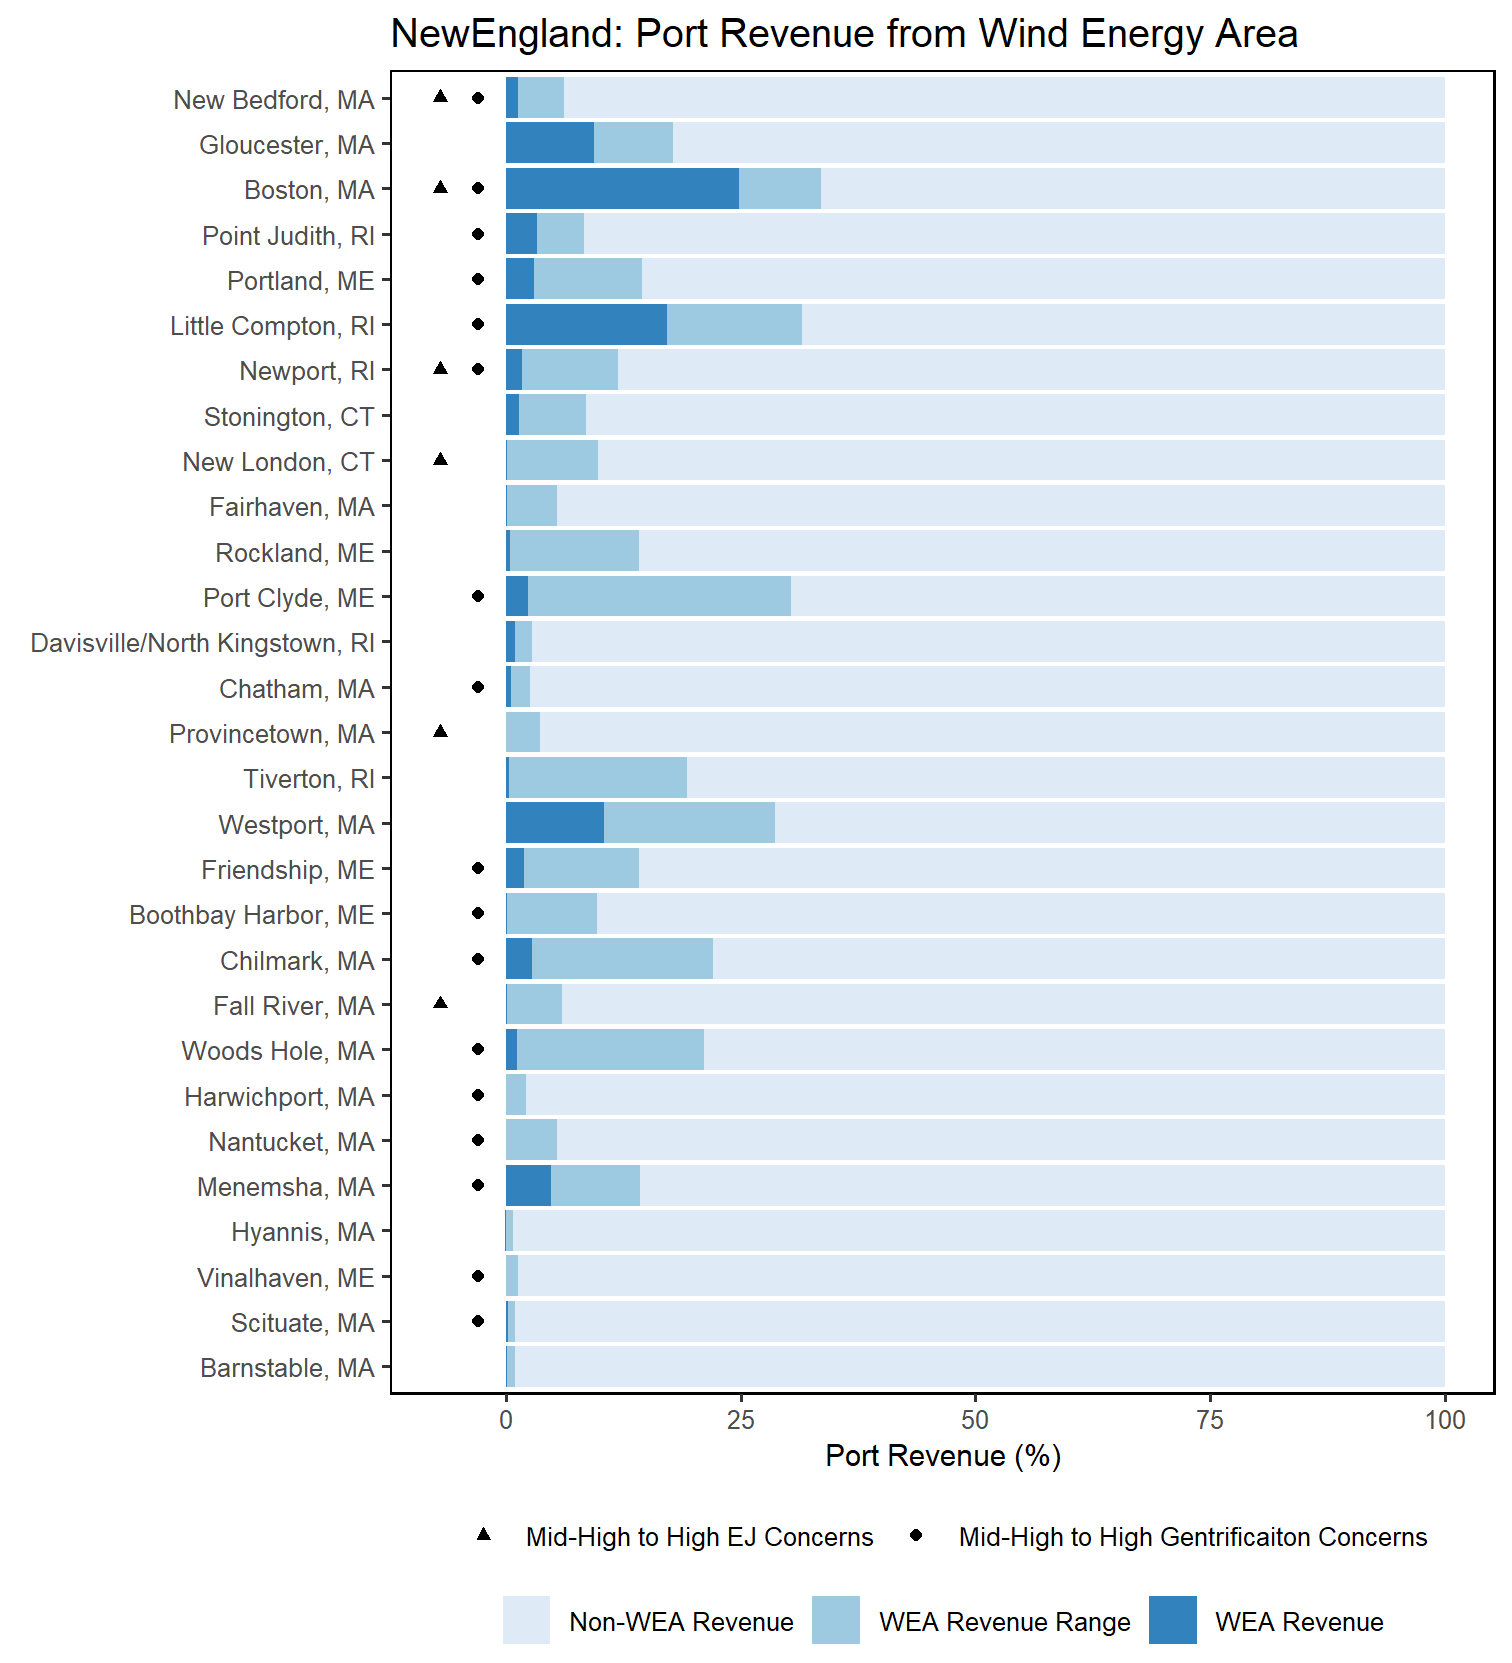 NewEngland: Port Revenue from Wind Energy Area
New Bedford, MA
Gloucester, MA
Boston, MA
Point Judith, RI
Portland, ME
Little Compton, RI
Newport, RI
Stonington, CT
New London, CT
Fairhaven, MA
Rockland, ME
Port Clyde, ME
Davisville/North Kingstown, RI
Chatham, MA
Provincetown, MA
Tiverton, RI
Westport, MA
Friendship, ME
Boothbay Harbor, ME
Chilmark, MA
Fall River, MA
Woods Hole, MA
Harwichport, MA
Nantucket, MA
Menemsha, MA
Hyannis, MA
Vinalhaven, ME
Scituate, MA
Barnstable, MA
0 25 50 75 100
Port Revenue (%)
Mid-High to High EJ Concerns Mid-High to High Gentrificaiton Concerns
Non-WEA Revenue WEA Revenue Range WEA Revenue